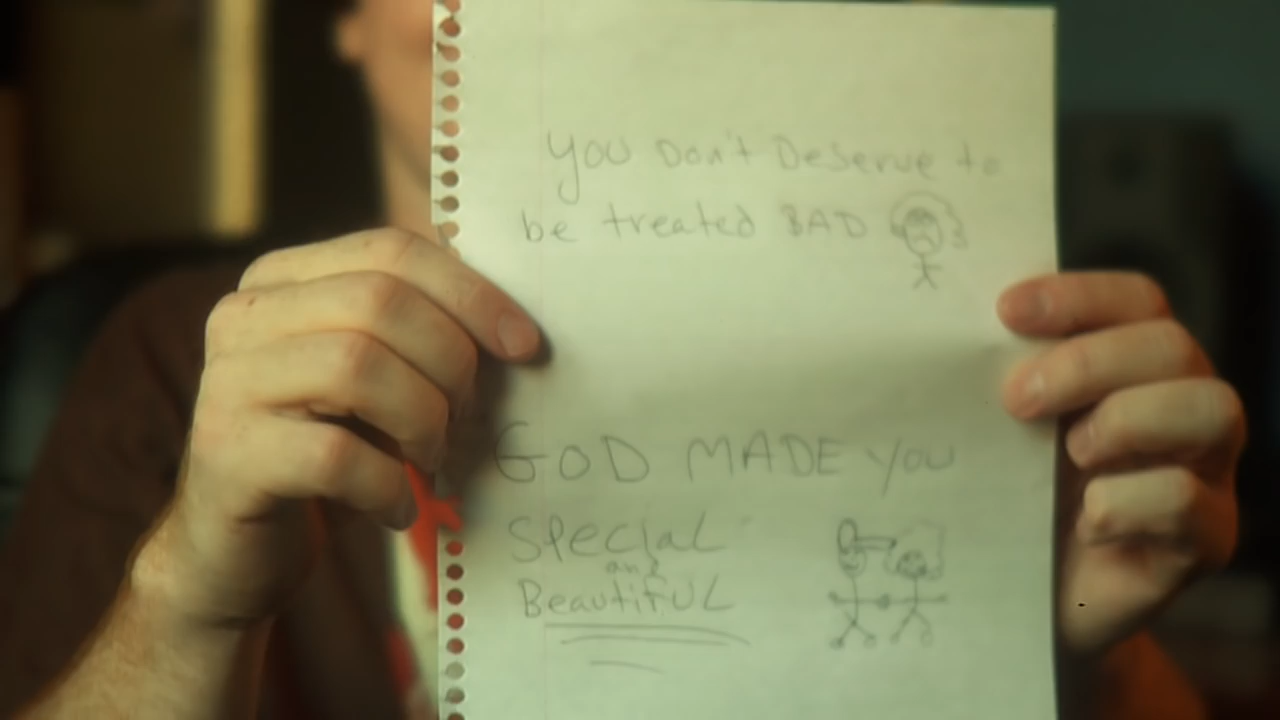 You Don't Deserve to
be treated BAD
GOD MADE YOU
SPECIAL
and
BeautiFUL